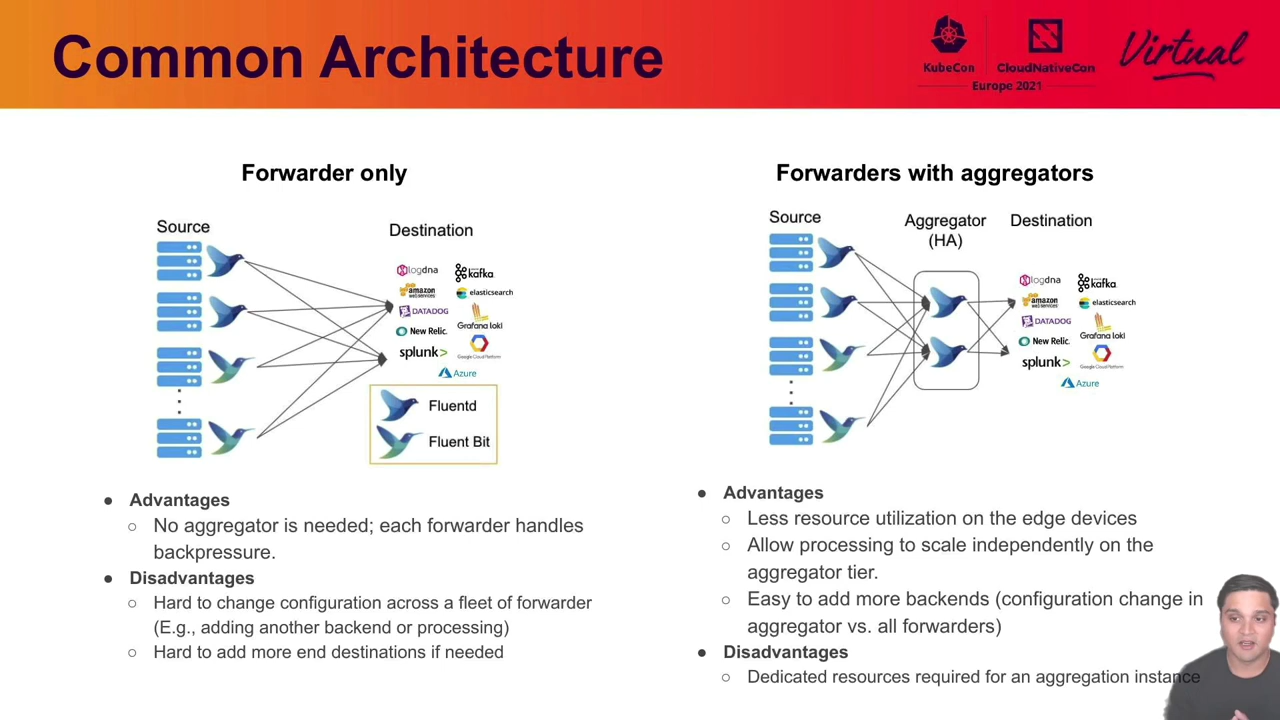 Common Architecture
KubeCon
CloudNativeCon
Europe 2021
Virtual
Forwarder only
Source
Destination
logdna
kafka
amazon
web services
elasticsearch
DATADOG
Grafana loki
New Relic.
splunk>
Google Cloud Platform
Azure
Fluentd
Fluent Bit
● Advantages
○ No aggregator is needed; each forwarder handles
backpressure.
● Disadvantages
○ Hard to change configuration across a fleet of forwarder
(E.g., adding another backend or processing)
○ Hard to add more end destinations if needed
Forwarders with aggregators
Source
Aggregator
(HA)
Destination
logdna
kafka
amazon
web services
elasticsearch
DATADOG
Grafana loki
New Relic.
splunk>
Google Cloud Platform
Azure
● Advantages
○ Less resource utilization on the edge devices
○ Allow processing to scale independently on the
aggregator tier.
○ Easy to add more backends (configuration change in
aggregator vs. all forwarders)
● Disadvantages
○ Dedicated resources required for an aggregation instance